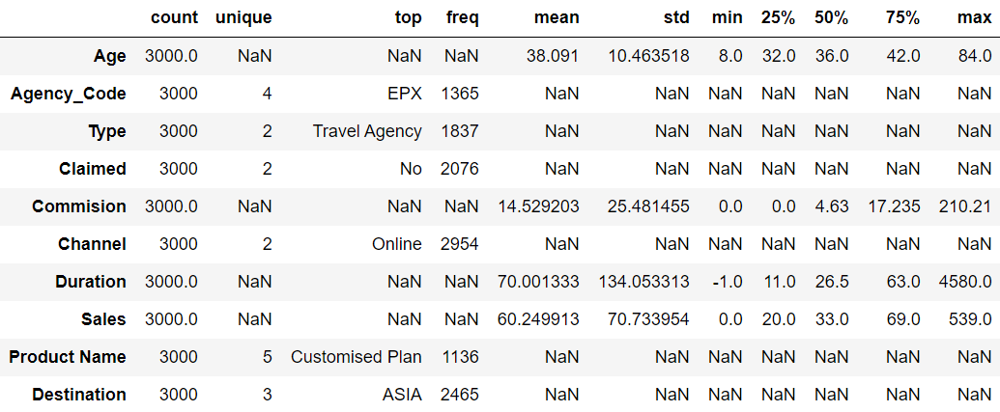 count unique top freq mean std min 25% 50% 75% max
Age 3000.0 NaN NaN NaN 38.091 10.463518 8.0 32.0 36.0 42.0 84.0
Agency_Code 3000 4 EPX 1365 NaN NaN NaN NaN NaN NaN NaN
Type 3000 2 Travel Agency 1837 NaN NaN NaN NaN NaN NaN NaN
Claimed 3000 2 No 2076 NaN NaN NaN NaN NaN NaN NaN
Commision 3000.0 NaN NaN NaN 14.529203 25.481455 0.0 0.0 4.63 17.235 210.21
Channel 3000 2 Online 2954 NaN NaN NaN NaN NaN NaN NaN
Duration 3000.0 NaN NaN NaN 70.001333 134.053313 -1.0 11.0 26.5 63.0 4580.0
Sales 3000.0 NaN NaN NaN 60.249913 70.733954 0.0 20.0 33.0 69.0 539.0
Product Name 3000 5 Customised Plan 1136 NaN NaN NaN NaN NaN NaN NaN
Destination 3000 3 ASIA 2465 NaN NaN NaN NaN NaN NaN NaN